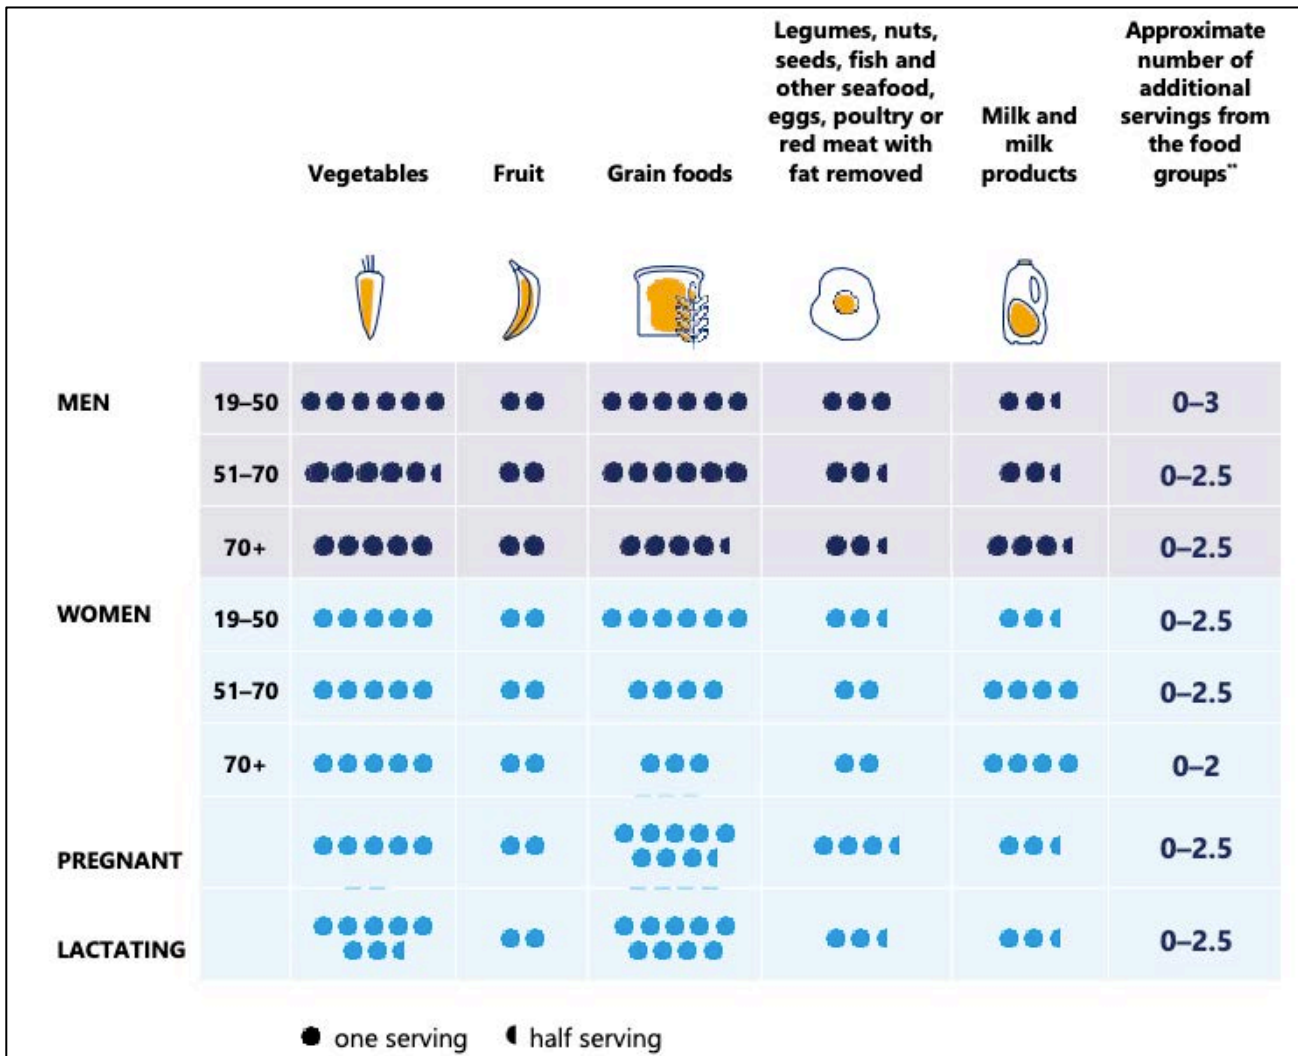 Legumes, nuts,
seeds, fish and
other seafood,
eggs, poultry or
red meat with
fat removed
Approximate
number of
additional
servings from
the food
groups**
Milk and
milk
products
Vegetables
Fruit
Grain foods
MEN
19–50
0–3
51–70
0–2.5
70+
0–2.5
WOMEN
19–50
0–2.5
51–70
0–2.5
70+
0–2
PREGNANT
0–2.5
LACTATING
0–2.5
one serving
half serving